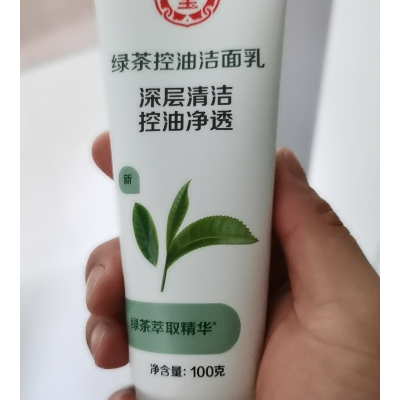 绿茶控油洁面乳
深层清洁
控油净透
新
绿茶萃取精华*
净含量：100克